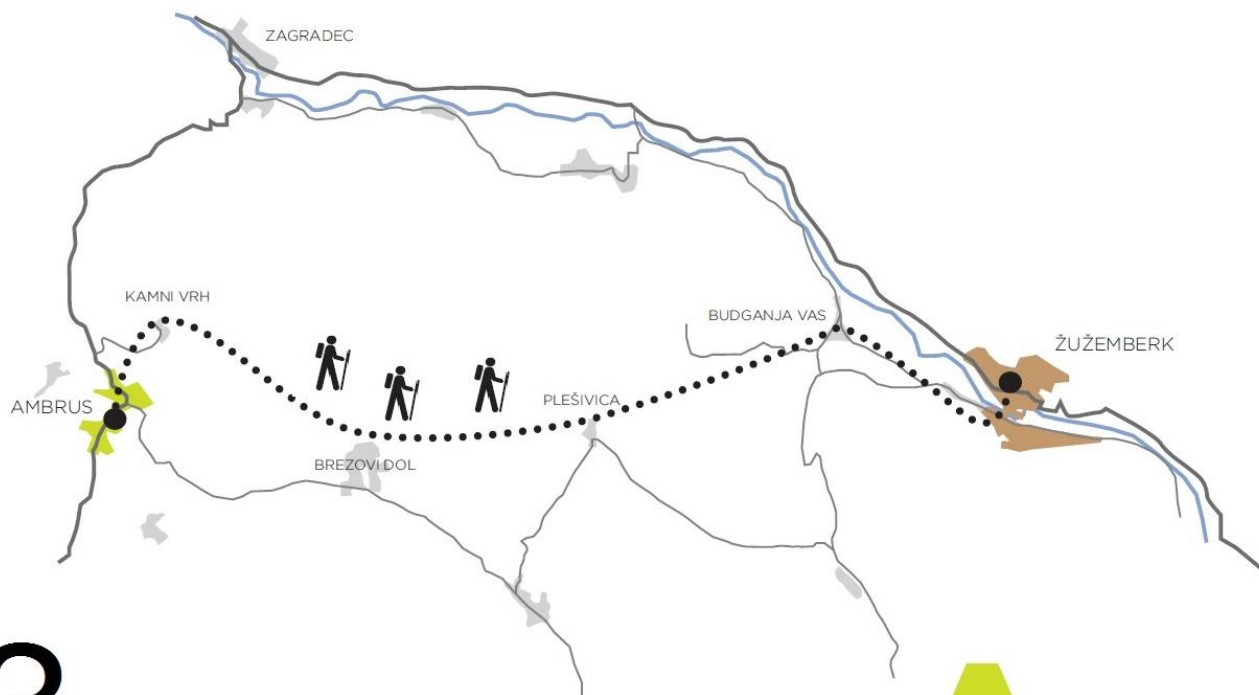 ZAGRADEC
KAMNI VRH
BUDGANJA VAS
ŽUŽEMBERK
AMBRUS
PLEŠIVICA
BREZOVI DOL